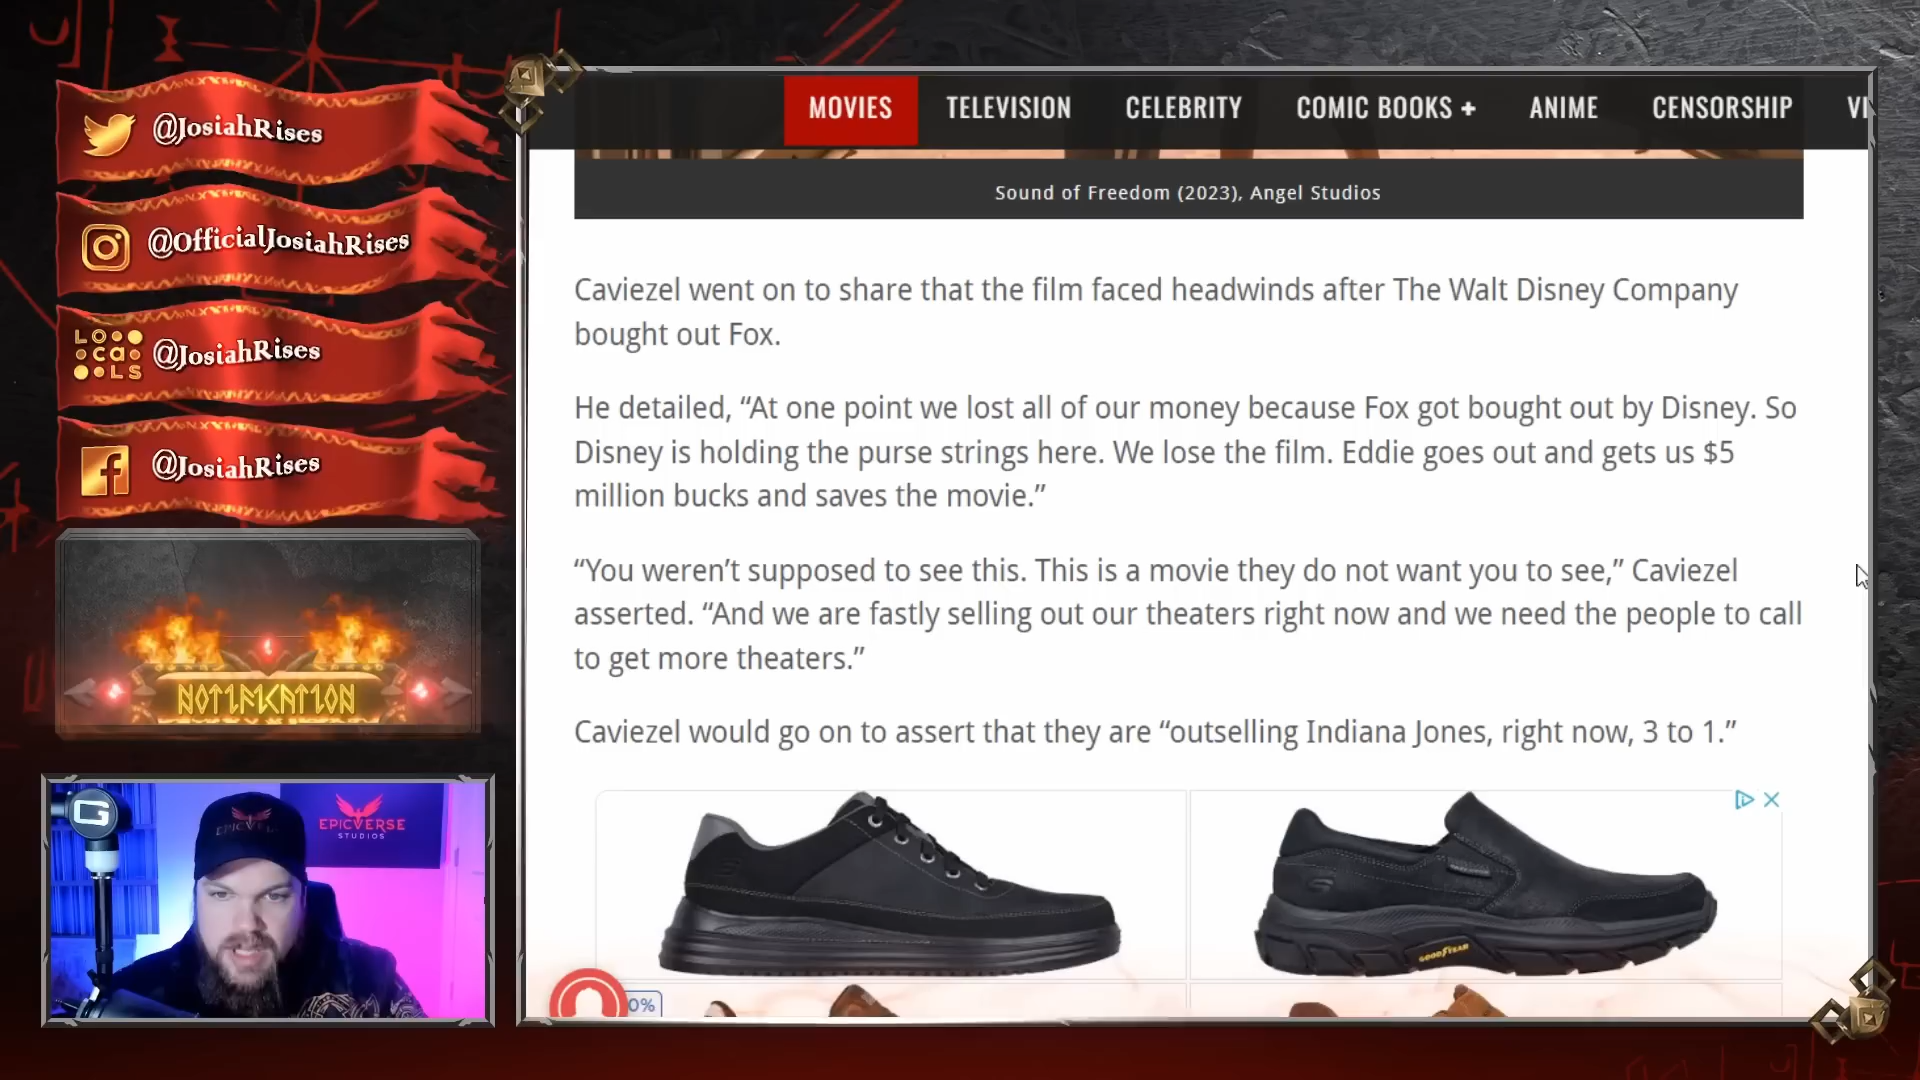 @JosiahRises
@OfficialJosiahRises
LOCALS @JosiahRises
@JosiahRises
NOTIFICATION
G
EPICVERSE
STUDIOS
MOVIES TELEVISION CELEBRITY COMIC BOOKS + ANIME CENSORSHIP VI
Sound of Freedom (2023), Angel Studios
Caviezel went on to share that the film faced headwinds after The Walt Disney Company
bought out Fox.
He detailed, “At one point we lost all of our money because Fox got bought out by Disney. So
Disney is holding the purse strings here. We lose the film. Eddie goes out and gets us $5
million bucks and saves the movie.”
“You weren’t supposed to see this. This is a movie they do not want you to see,” Caviezel
asserted. “And we are fastly selling out our theaters right now and we need the people to call
to get more theaters.”
Caviezel would go on to assert that they are “outselling Indiana Jones, right now, 3 to 1.”
GOODYEAR
0%